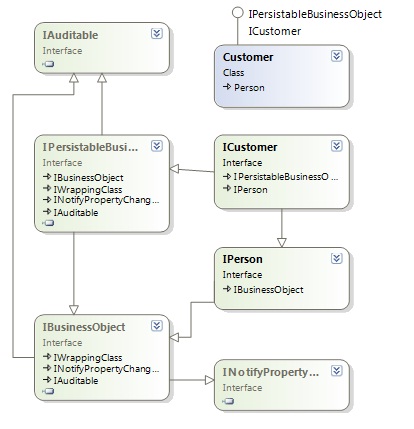 IPersistableBusinessObject
ICustomer
IAuditable
Interface
Customer
Class
Person
IPersistableBusi...
Interface
IBusinessObject
IWrappingClass
INotifyPropertyChang...
IAuditable
ICustomer
Interface
IPersistableBusinessO ...
IPerson
IPerson
Interface
IBusinessObject
IBusinessObject
Interface
IWrappingClass
INotifyPropertyChang...
IAuditable
INotifyProperty...
Interface